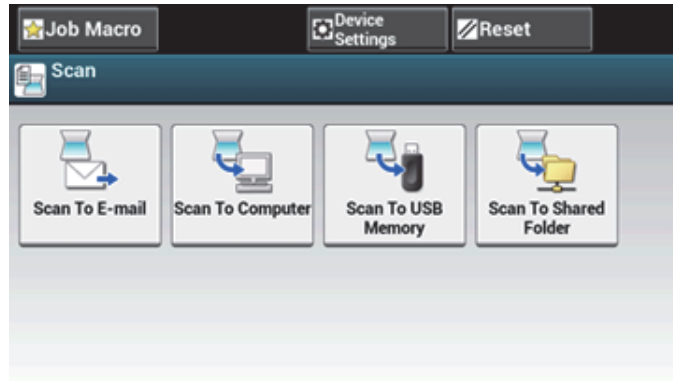 Job Macro
Device
Settings
Reset
Scan
Scan To E-mail
Scan To Computer
Scan To USB
Memory
Scan To Shared
Folder